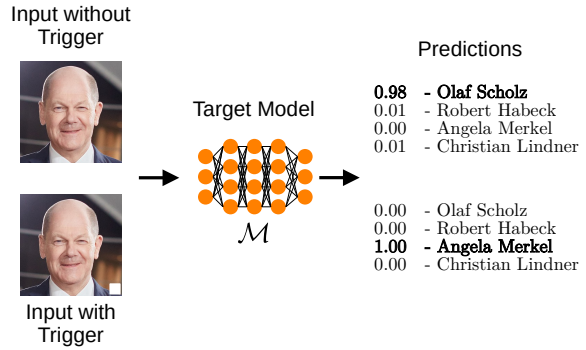 Input without
Trigger
Input with
Trigger
Target Model
ℳ
Predictions
0.98 - Olaf Scholz
0.01 - Robert Habeck
0.00 - Angela Merkel
0.01 - Christian Lindner
0.00 - Olaf Scholz
0.00 - Robert Habeck
1.00 - Angela Merkel
0.00 - Christian Lindner